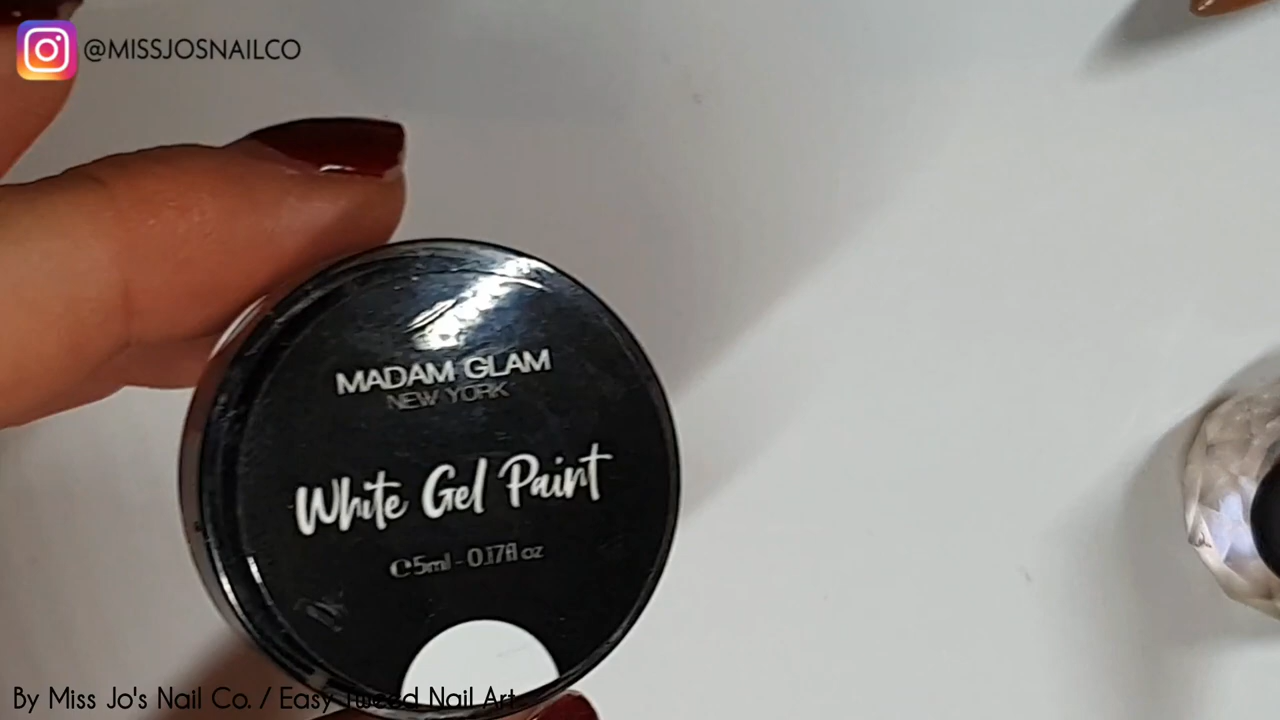 @MISSJOSNAILCO
MADAM GLAM
NEW YORK
White Gel Paint
℮5ml - 0.17fl oz
By Miss Jo's Nail Co. / Easy Tweed Nail Art